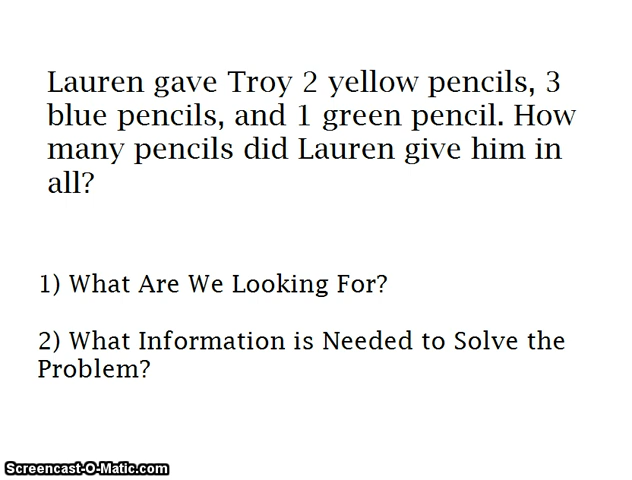 Lauren gave Troy 2 yellow pencils, 3
blue pencils, and 1 green pencil. How
many pencils did Lauren give him in
all?
1) What Are We Looking For?
2) What Information is Needed to Solve the
Problem?
Screencast-O-Matic.com